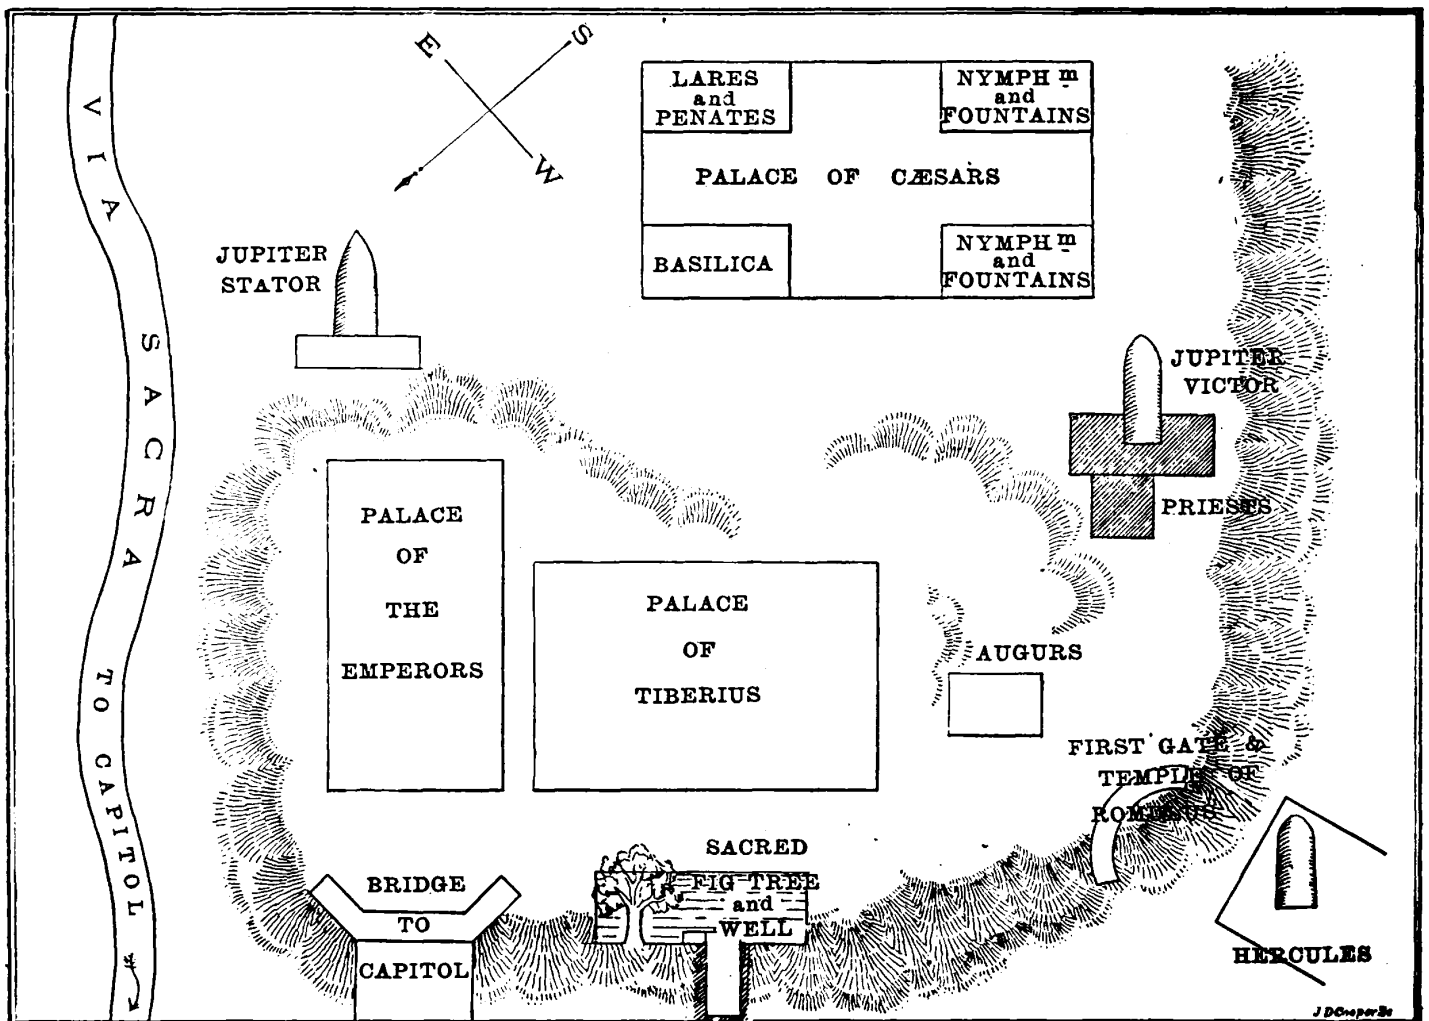 E
S
W
LARES
and
PENATES
NYMPH m
and
FOUNTAINS
PALACE OF CÆSARS
BASILICA
NYMPH m
and
FOUNTAINS
VIA SACRA TO CAPITOL
JUPITER
STATOR
JUPITER
VICTOR
PRIESTS
PALACE
OF
THE
EMPERORS
PALACE
OF
TIBERIUS
AUGURS
FIRST GATE &
TEMPLE OF
ROMULUS
SACRED
FIG-TREE
and
WELL
BRIDGE
TO
CAPITOL
HERCULES